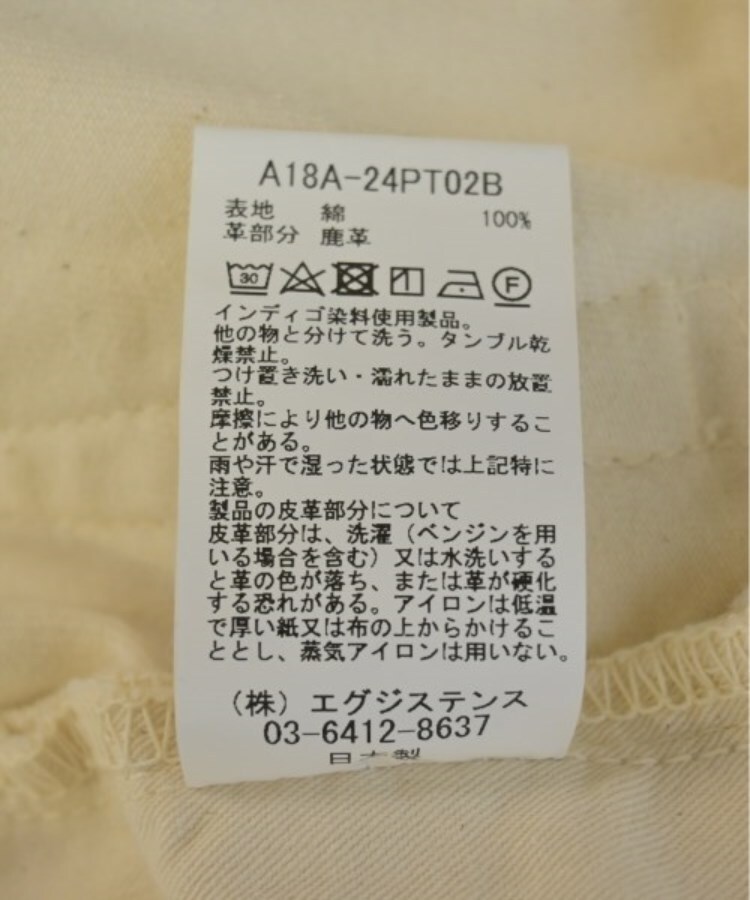 A18A-24PT02B
表地 綿 100%
革部分 鹿革
30 F
インディゴ染料使用製品。
他の物と分けて洗う。タンブル乾
燥禁止。
つけ置き洗い・濡れたままの放置
禁止。
摩擦により他の物へ色移りするこ
とがある。
雨や汗で湿った状態では上記特に
注意。
製品の皮革部分について
皮革部分は、洗濯（ベンジンを用
いる場合を含む）又は水洗いする
と革の色が落ち、または革が硬化
する恐れがある。アイロンは低温
で厚い紙又は布の上からかけるこ
ととし、蒸気アイロンは用いない。
（株）エグジステンス
03-6412-8637
日本製